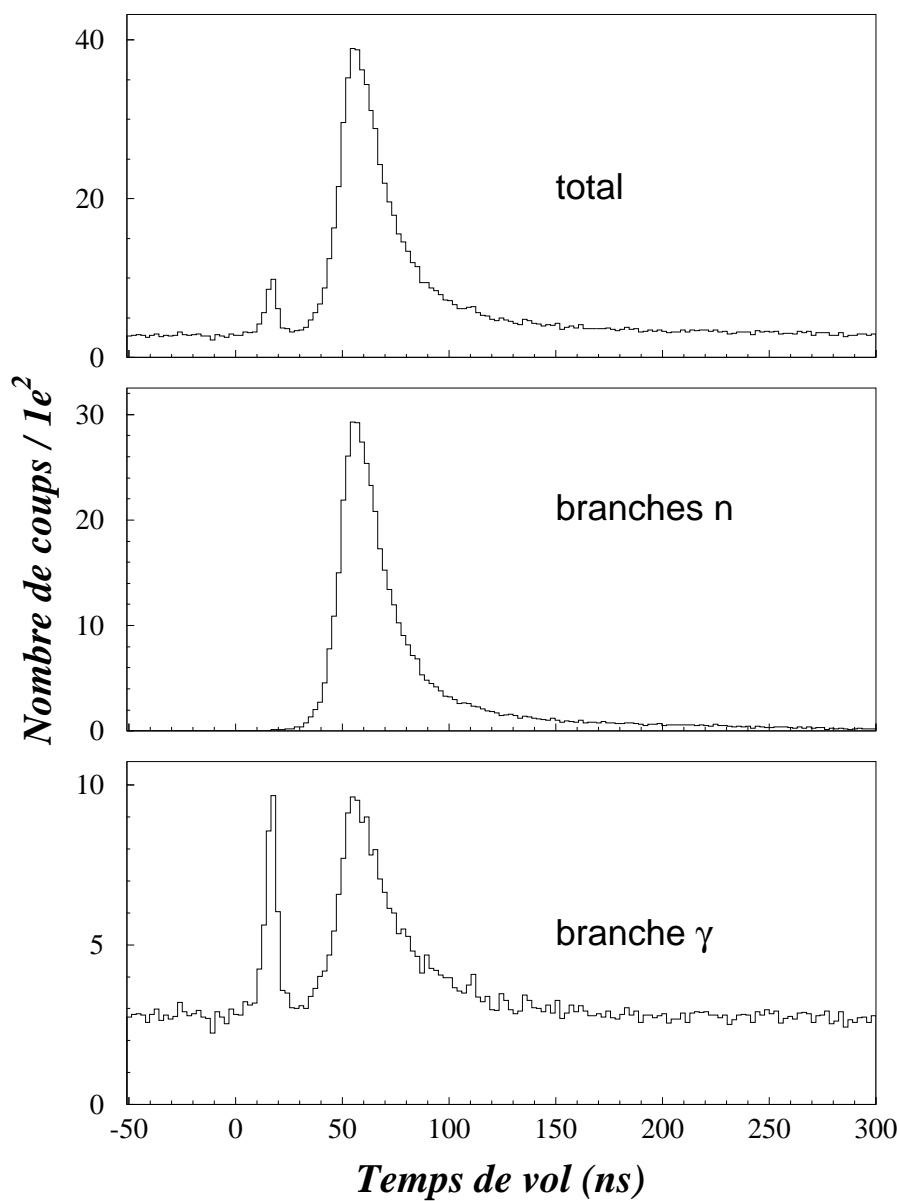 40
20
0
total
30
20
10
0
branches n
10
5
0
branche γ
-50 0 50 100 150 200 250 300
Temps de vol (ns)
Nombre de coups / 1e²